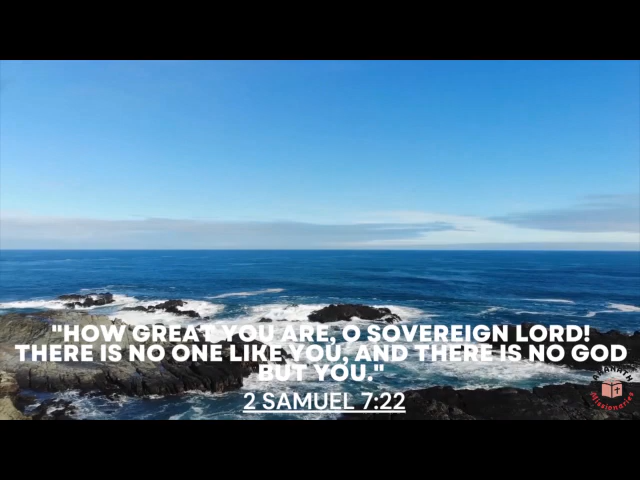 "HOW GREAT YOU ARE, O SOVEREIGN LORD!
THERE IS NO ONE LIKE YOU, AND THERE IS NO GOD
BUT YOU."
2 SAMUEL 7:22
Missionaries